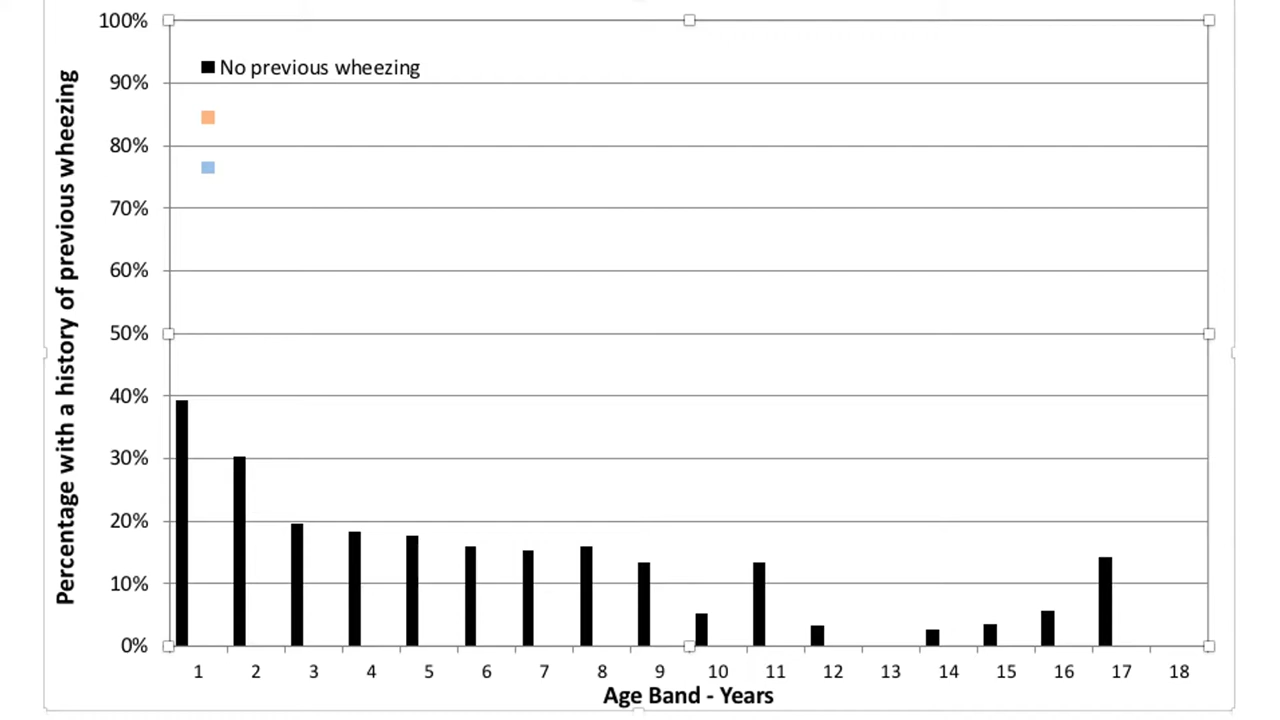 100%
No previous wheezing
90%
80%
70%
60%
50%
40%
30%
20%
10%
0%
Percentage with a history of previous wheezing
1 2 3 4 5 6 7 8 9 10 11 12 13 14 15 16 17 18
Age Band - Years